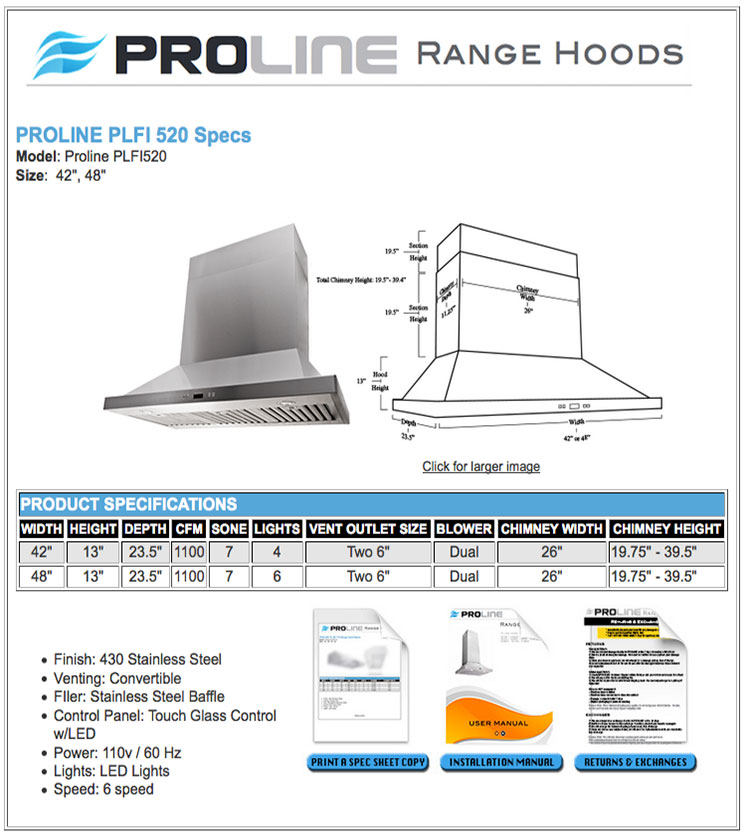 PROLINE RANGE HOODS
PROLINE PLFI 520 Specs
Model: Proline PLFI520
Size: 42", 48"
19.5" Section Height
Total Chimney Height: 19.5"- 39.4"
Chimney Depth 11.25"
Chimney Width 26"
19.5" Section Height
13" Hood Height
Depth 23.5"
Width 42" or 48"
Click for larger image
PRODUCT SPECIFICATIONS
WIDTH HEIGHT DEPTH CFM SONE LIGHTS VENT OUTLET SIZE BLOWER CHIMNEY WIDTH CHIMNEY HEIGHT
42" 13" 23.5" 1100 7 4 Two 6" Dual 26" 19.75" - 39.5"
48" 13" 23.5" 1100 7 6 Two 6" Dual 26" 19.75" - 39.5"
Finish: 430 Stainless Steel
Venting: Convertible
FIler: Stainless Steel Baffle
Control Panel: Touch Glass Control
w/LED
Power: 110v / 60 Hz
Lights: LED Lights
Speed: 6 speed
PROLINE RANGE
PRINT A SPEC SHEET COPY
PROLINE
RANGE
USER MANUAL
INSTALLATION MANUAL
PROLINE
RETURNS & EXCHANGES